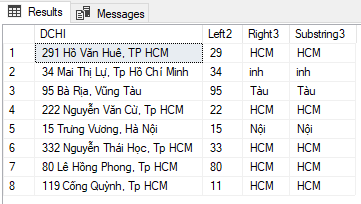 Results Messages
DCHI Left2 Right3 Substring3
1 291 Hồ Văn Huê, TP HCM 29 HCM HCM
2 34 Mai Thị Lự, Tp Hồ Chí Minh 34 inh inh
3 95 Bà Rịa, Vũng Tàu 95 Tàu Tàu
4 222 Nguyễn Văn Cừ, Tp HCM 22 HCM HCM
5 15 Trưng Vương, Hà Nội 15 Nội Nội
6 332 Nguyễn Thái Học, Tp HCM 33 HCM HCM
7 80 Lê Hồng Phong, Tp HCM 80 HCM HCM
8 119 Cống Quỳnh, Tp HCM 11 HCM HCM